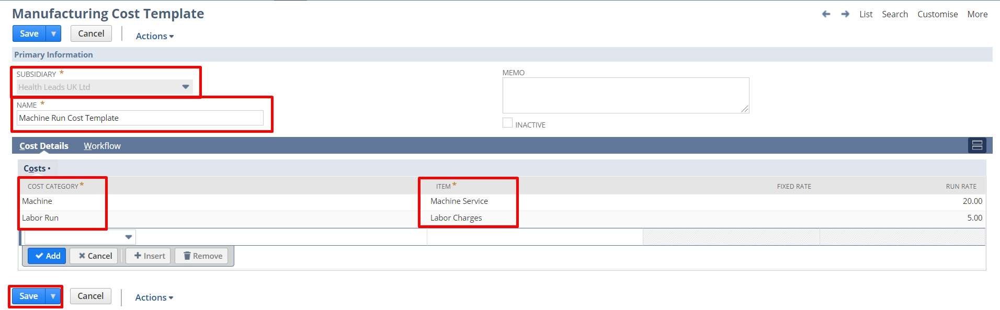 Manufacturing Cost Template
List Search Customise More
Save Cancel Actions
Primary Information
SUBSIDIARY *
Health Leads UK Ltd
NAME *
Machine Run Cost Template
MEMO
INACTIVE
Cost Details Workflow
Costs •
COST CATEGORY * ITEM * FIXED RATE RUN RATE
Machine Machine Service 20.00
Labor Run Labor Charges 5.00
Add Cancel Insert Remove
Save Cancel Actions